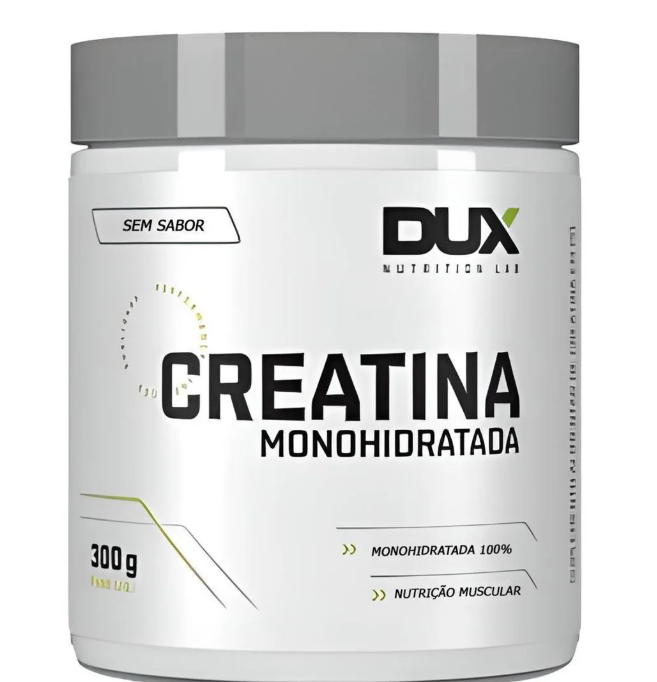 SEM SABOR
DUX
NUTRITION LAB
CREATINA
MONOHIDRATADA
300g
MONOHIDRATADA 100%
NUTRIÇÃO MUSCULAR